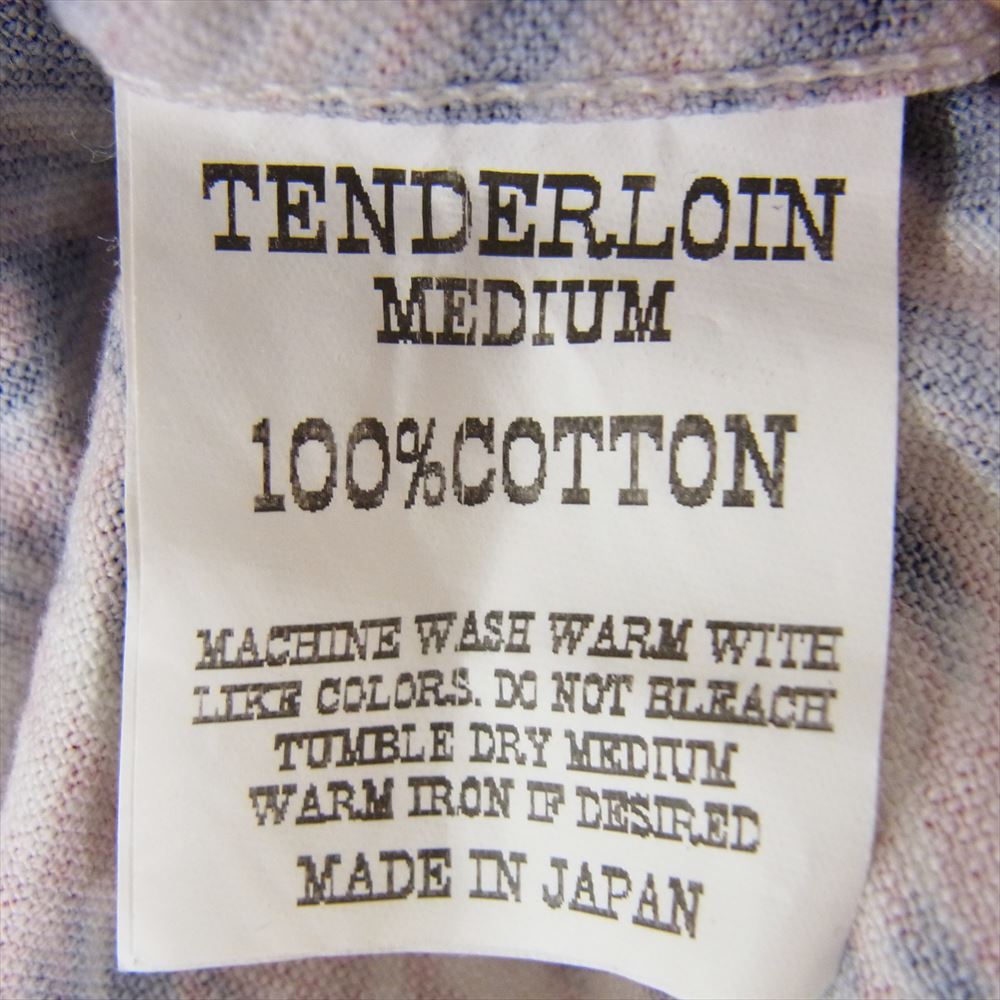 TENDERLOIN
MEDIUM
100%COTTON
MACHINE WASH WARM WITH
LIKE COLORS. DO NOT BLEACH
TUMBLE DRY MEDIUM
WARM IRON IF DESIRED
MADE IN JAPAN